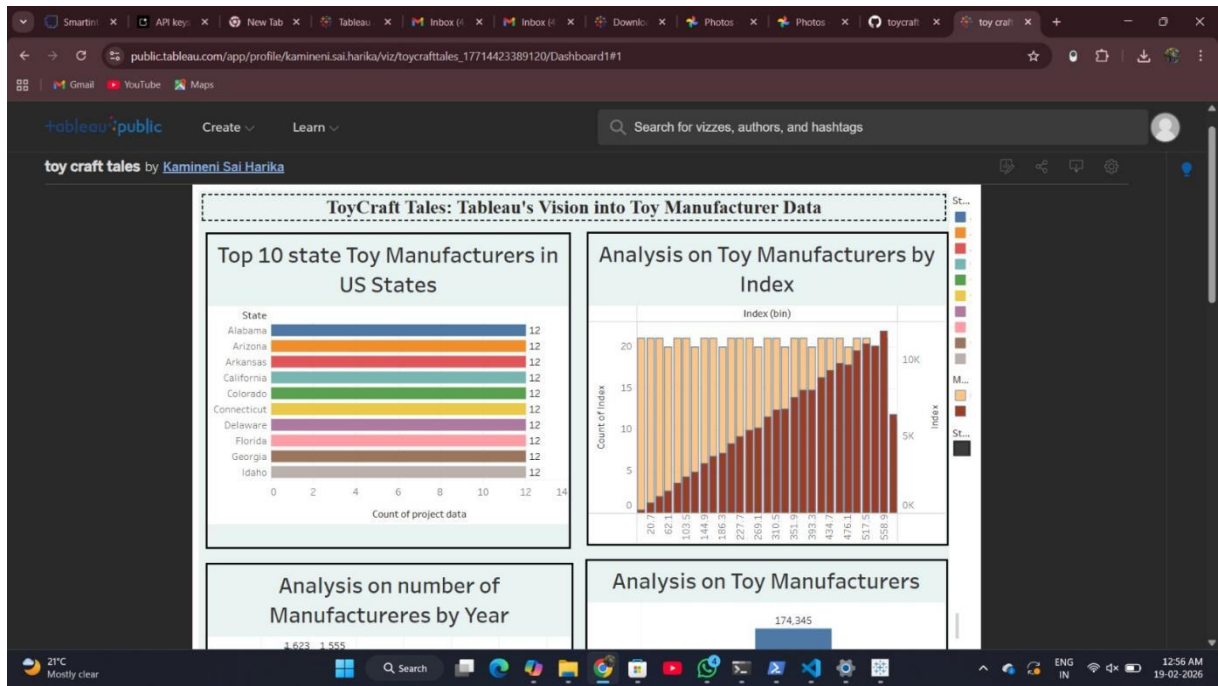 Smartint
API keys
New Tab
Tableau
Inbox (4
Inbox (4
Downlo
Photos
Photos
toycraft
toy craft
public.tableau.com/app/profile/kamineni.sai.harika/viz/toycrafttales_17714423389120/Dashboard1#1
Gmail YouTube Maps
+ableau public
Create Learn
Search for vizzes, authors, and hashtags
toy craft tales by Kamineni Sai Harika
ToyCraft Tales: Tableau's Vision into Toy Manufacturer Data
St...
M...
St...
Top 10 state Toy Manufacturers in
US States
State
Alabama 12
Arizona 12
Arkansas 12
California 12
Colorado 12
Connecticut 12
Delaware 12
Florida 12
Georgia 12
Idaho 12
0 2 4 6 8 10 12 14
Count of project data
Analysis on Toy Manufacturers by
Index
Index (bin)
Count of Index
20
15
10
5
0
10K
5K
0K
Index
20.7 62.1 103.5 144.9 186.3 227.7 269.1 310.5 351.9 393.3 434.7 476.1 517.5 558.9
Analysis on number of
Manufactureres by Year
1,623 1,555
Analysis on Toy Manufacturers
174,345
21°C
Mostly clear
Search
4
ENG
IN
12:56 AM
19-02-2026